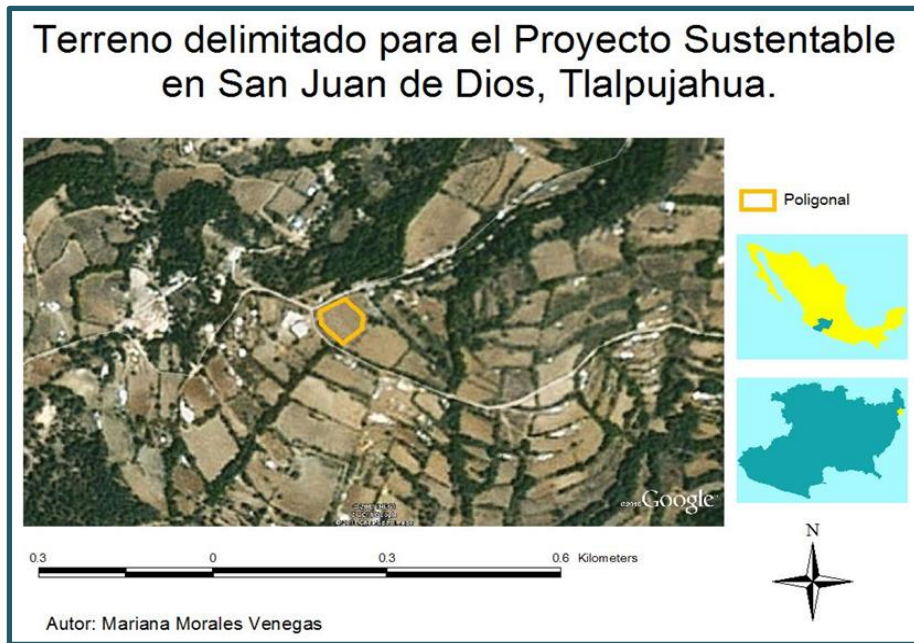 Terreno delimitado para el Proyecto Sustentable
en San Juan de Dios, Tlalpujahua.
Poligonal
©2010 Google
0.3 0 0.3 0.6 Kilometers
N
Autor: Mariana Morales Venegas